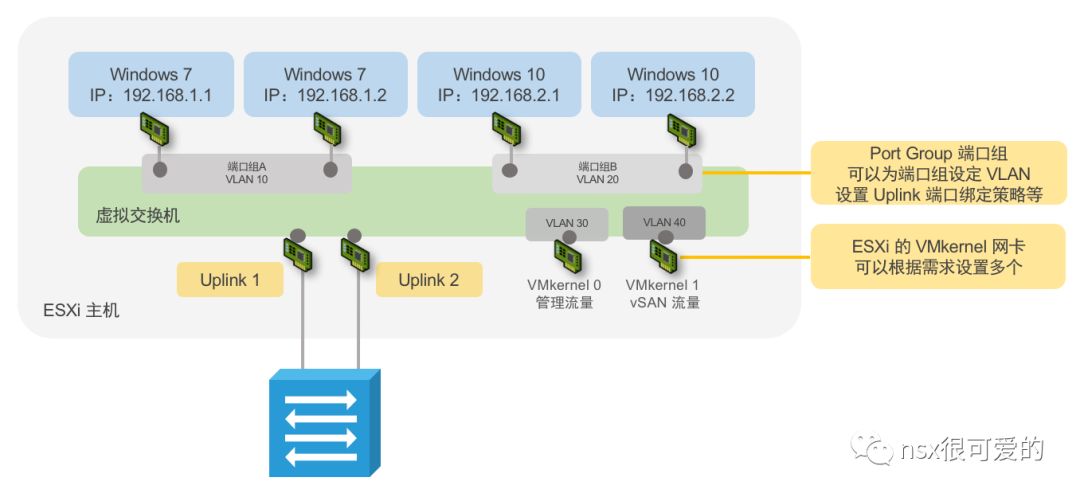 Windows 7
IP：192.168.1.1
Windows 7
IP：192.168.1.2
Windows 10
IP：192.168.2.1
Windows 10
IP：192.168.2.2
端口组A
VLAN 10
端口组B
VLAN 20
Port Group 端口组
可以为端口组设定 VLAN
设置 Uplink 端口绑定策略等
虚拟交换机
VLAN 30
VLAN 40
ESXi 的 VMkernel 网卡
可以根据需求设置多个
Uplink 1
Uplink 2
VMkernel 0
管理流量
VMkernel 1
vSAN 流量
ESXi 主机
nsx很可爱的